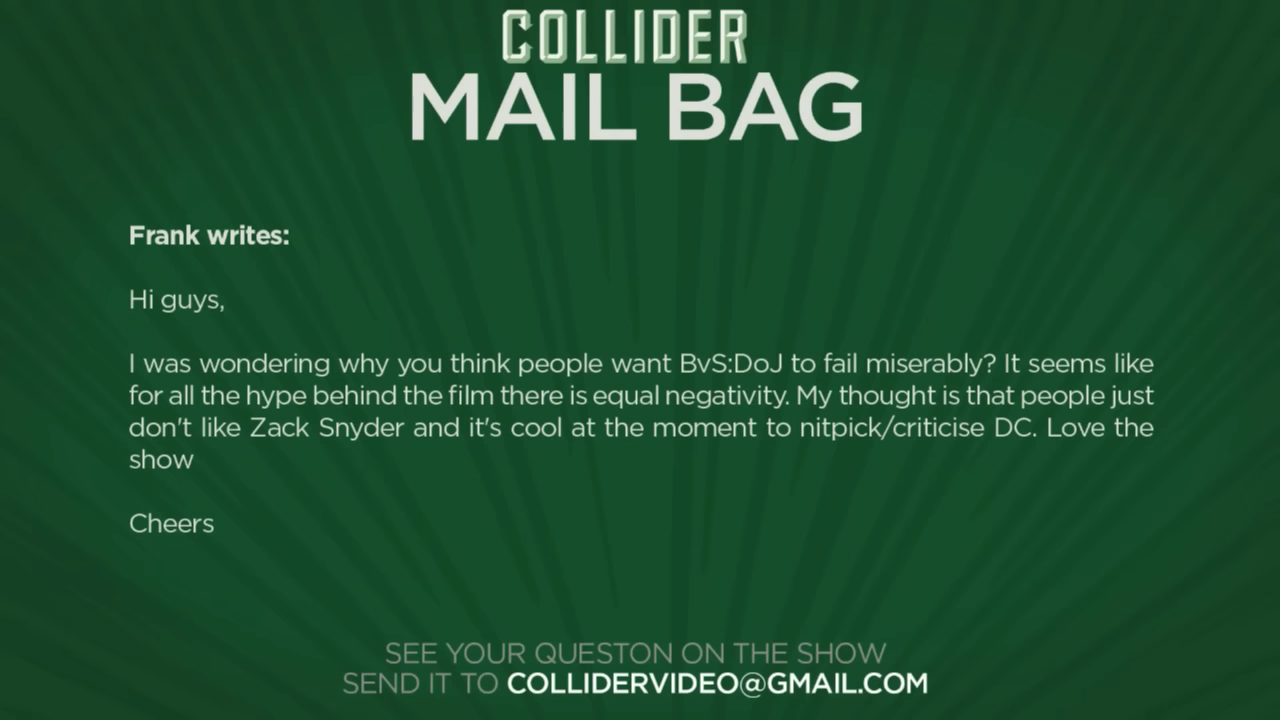 COLLIDER
MAIL BAG
Frank writes:
Hi guys,
I was wondering why you think people want BvS:DoJ to fail miserably? It seems like
for all the hype behind the film there is equal negativity. My thought is that people just
don't like Zack Snyder and it's cool at the moment to nitpick/criticise DC. Love the
show
Cheers
SEE YOUR QUESTON ON THE SHOW
SEND IT TO COLLIDERVIDEO@GMAIL.COM